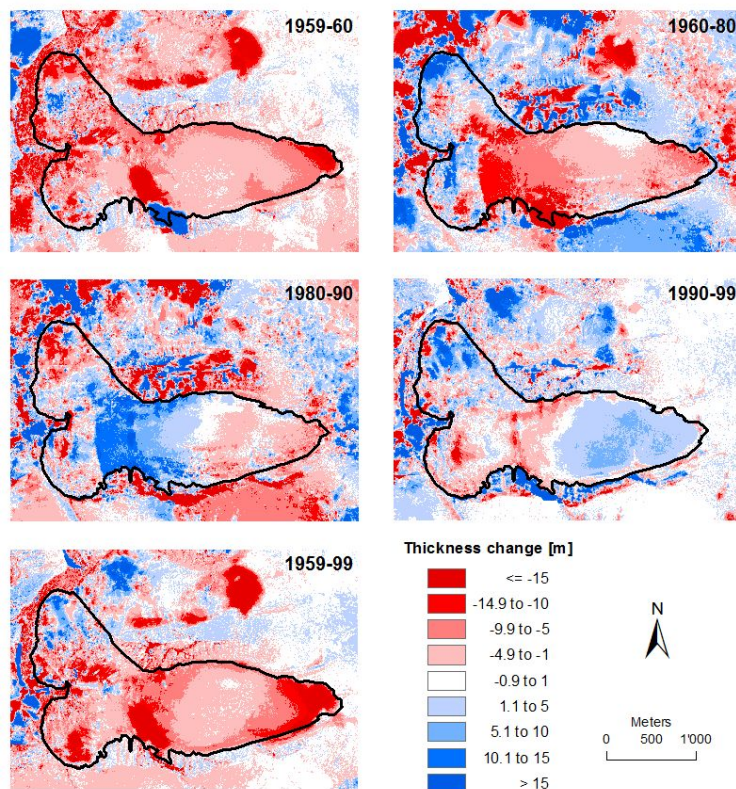 1959-60
1960-80
1980-90
1990-99
1959-99
Thickness change [m]
<= -15
-14.9 to -10
-9.9 to -5
-4.9 to -1
-0.9 to 1
1.1 to 5
5.1 to 10
10.1 to 15
> 15
N
Meters
0 500 1'000